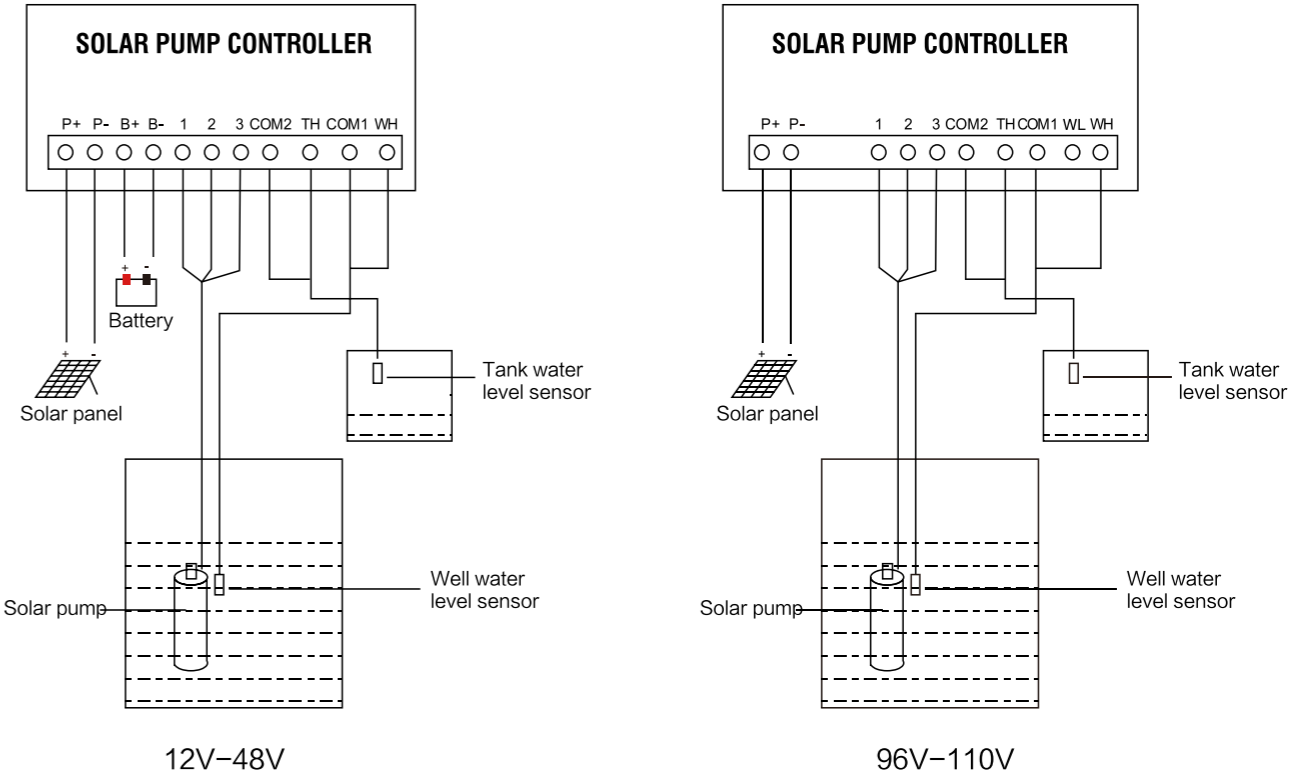 SOLAR PUMP CONTROLLER
P+ P- B+ B- 1 2 3 COM2 TH COM1 WH
+ -
Battery
+ -
Solar panel
Tank water
level sensor
Solar pump
Well water
level sensor
12V-48V
SOLAR PUMP CONTROLLER
P+ P- 1 2 3 COM2 TH COM1 WL WH
+ -
Solar panel
Tank water
level sensor
Solar pump
Well water
level sensor
96V-110V